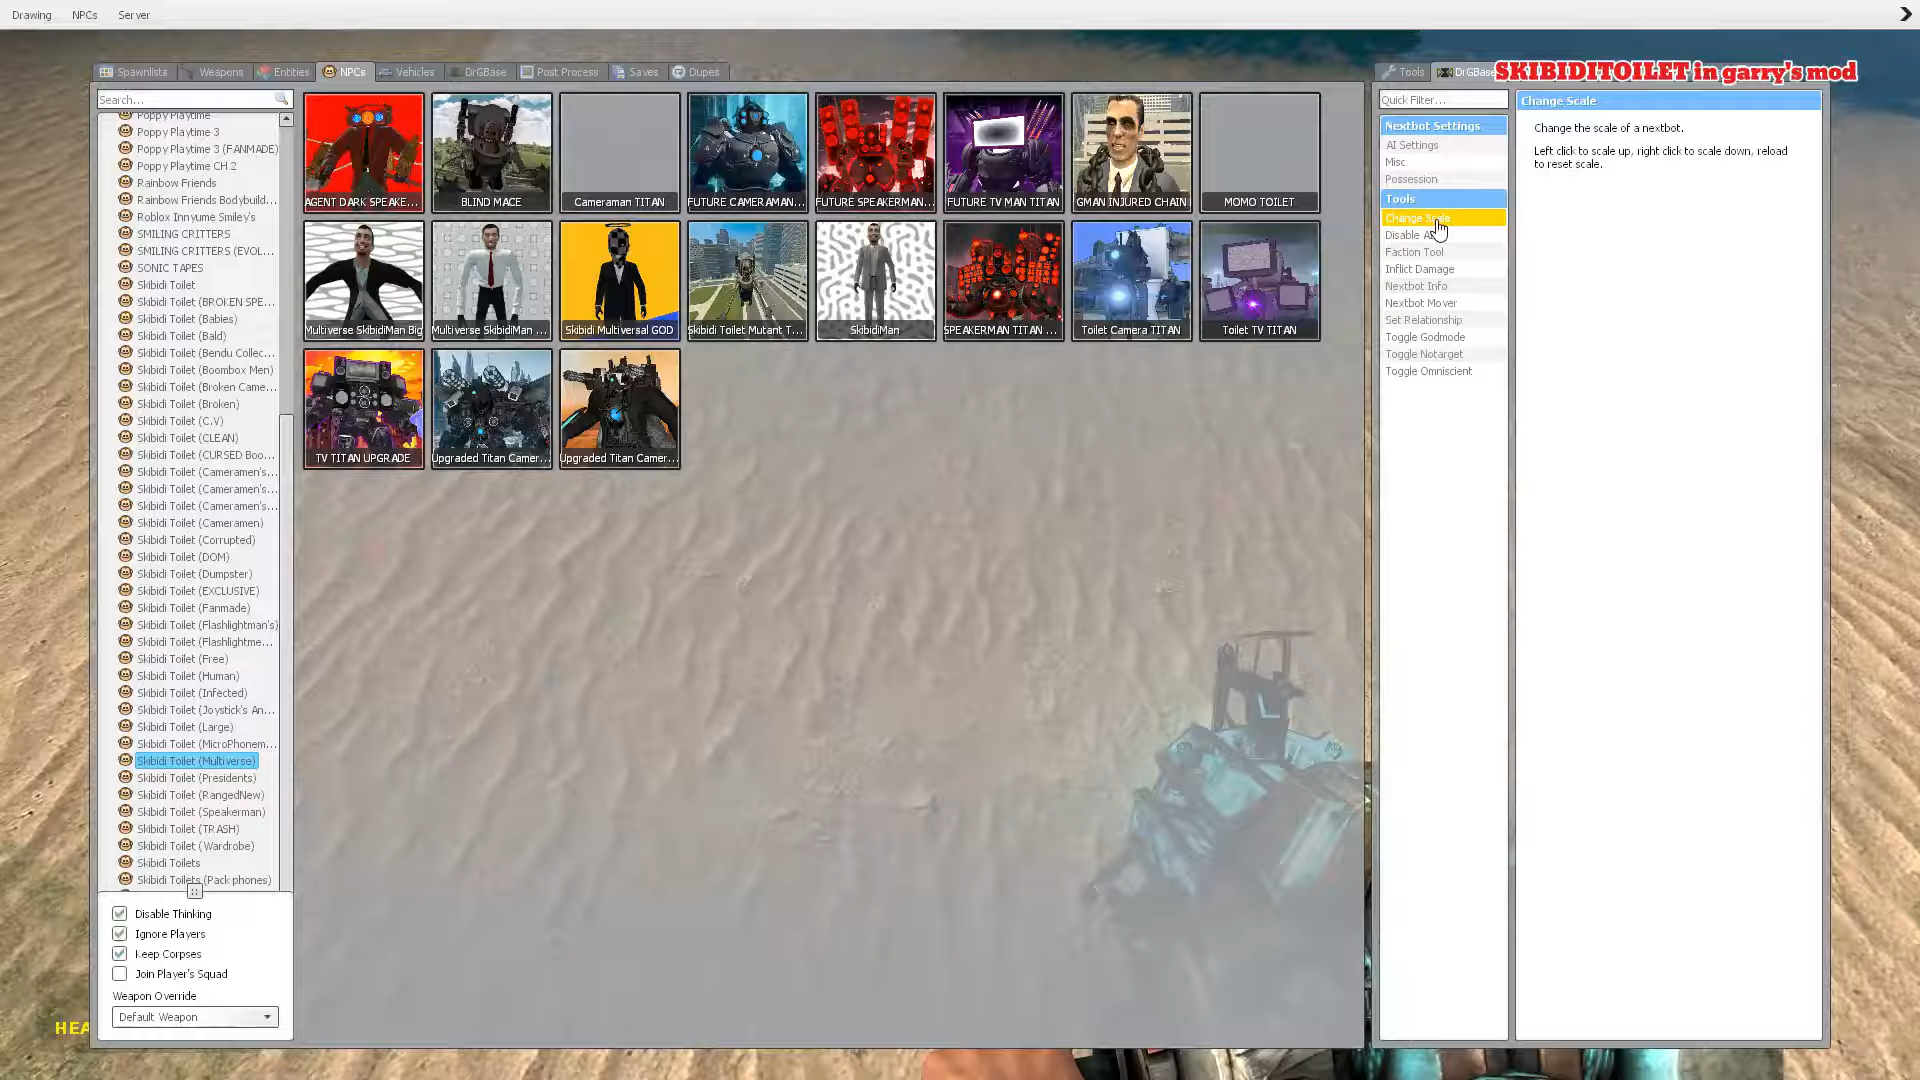 Drawing NPCs Server
Spawnlists Weapons Entities NPCs Vehicles DrGBase Post Process Saves Dupes
Tools
SKIBIDITOILET in garry's mod
Search...
Poppy Playtime
Poppy Playtime 3
Poppy Playtime 3 (FANMADE)
Poppy Playtime CH 2
Rainbow Friends
Rainbow Friends Bodybuild...
Roblox Innyume Smiley's
SMILING CRITTERS
SMILING CRITTERS (EVOL...
SONIC TAPES
Skibidi Toilet
Skibidi Toilet (BROKEN SPE...
Skibidi Toilet (Babies)
Skibidi Toilet (Bald)
Skibidi Toilet (Bendu Collec...
Skibidi Toilet (Boombox Men)
Skibidi Toilet (Broken Came...
Skibidi Toilet (Broken)
Skibidi Toilet (C.V)
Skibidi Toilet (CLEAN)
Skibidi Toilet (CURSED Boo...
Skibidi Toilet (Cameramen's...
Skibidi Toilet (Cameramen's...
Skibidi Toilet (Cameramen's...
Skibidi Toilet (Cameramen)
Skibidi Toilet (Corrupted)
Skibidi Toilet (DOM)
Skibidi Toilet (Dumpster)
Skibidi Toilet (EXCLUSIVE)
Skibidi Toilet (Fanmade)
Skibidi Toilet (Flashlightman's)
Skibidi Toilet (Flashlightme...
Skibidi Toilet (Free)
Skibidi Toilet (Human)
Skibidi Toilet (Infected)
Skibidi Toilet (Joystick's An...
Skibidi Toilet (Large)
Skibidi Toilet (MicroPhonem...
Skibidi Toilet (Multiverse)
Skibidi Toilet (Presidents)
Skibidi Toilet (RangedNew)
Skibidi Toilet (Speakerman)
Skibidi Toilet (TRASH)
Skibidi Toilet (Wardrobe)
Skibidi Toilets
Skibidi Toilets (Pack phones)
Disable Thinking
Ignore Players
Keep Corpses
Join Player's Squad
Weapon Override
Default Weapon
AGENT DARK SPEAKE...
BLIND MACE
Cameraman TITAN
FUTURE CAMERAMAN...
FUTURE SPEAKERMAN...
FUTURE TV MAN TITAN
GMAN INJURED CHAIN
MOMO TOILET
Multiverse SkibidiMan Big
Multiverse SkibidiMan ...
Skibidi Multiversal GOD
Skibidi Toilet Mutant T...
SkibidiMan
SPEAKERMAN TITAN ...
Toilet Camera TITAN
Toilet TV TITAN
TV TITAN UPGRADE
Upgraded Titan Camer...
Upgraded Titan Camer...
Quick Filter...
Nextbot Settings
AI Settings
Misc
Possession
Tools
Change Scale
Disable
Faction Tool
Inflict Damage
Nextbot Info
Nextbot Mover
Set Relationship
Toggle Godmode
Toggle Notarget
Toggle Omniscient
Change Scale
Change the scale of a nextbot.
Left click to scale up, right click to scale down, reload
to reset scale.
HEA